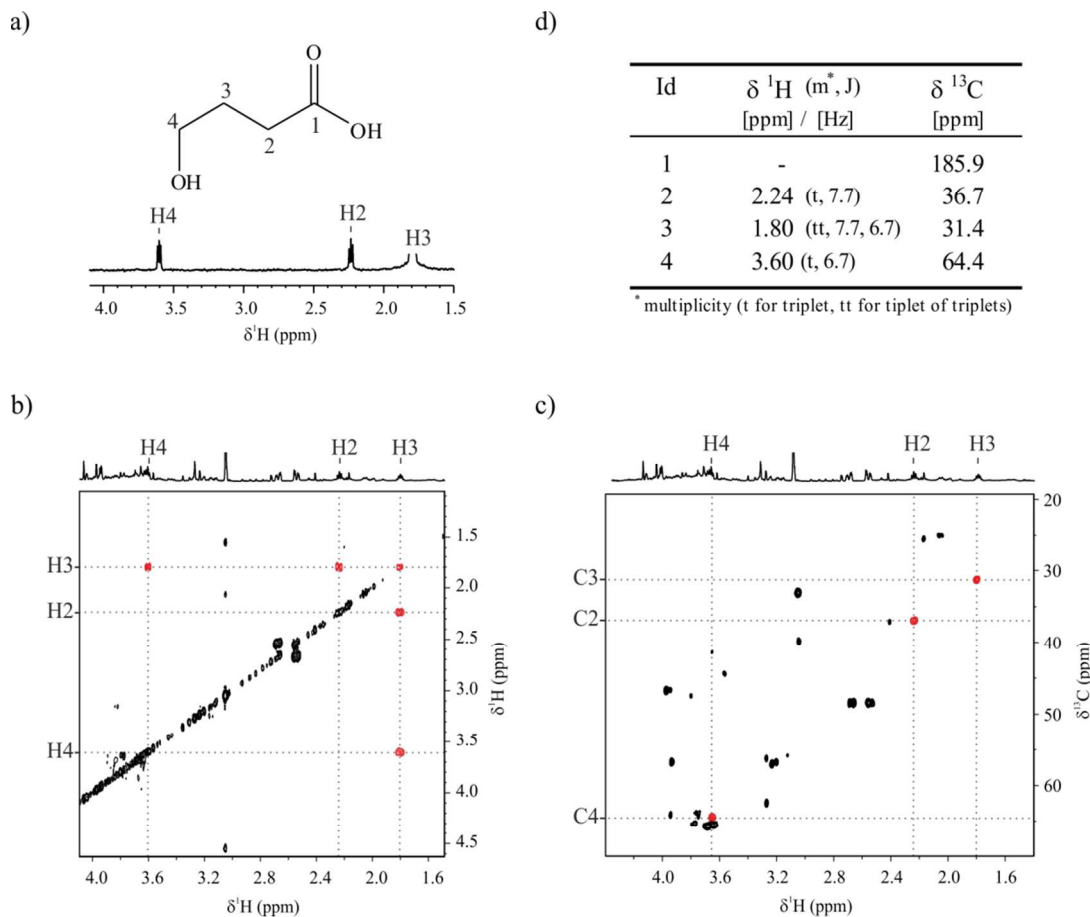 a)
O
3
4
1
OH
2
OH
H4
H2
H3
4.0 3.5 3.0 2.5 2.0 1.5
δ¹H (ppm)
d)
Id δ ¹H (m*, J) δ ¹³C
[ppm] / [Hz] [ppm]
1 - 185.9
2 2.24 (t, 7.7) 36.7
3 1.80 (tt, 7.7, 6.7) 31.4
4 3.60 (t, 6.7) 64.4
* multiplicity (t for triplet, tt for tiplet of triplets)
b)
H4 H2 H3
H3
H2
H4
1.5
2.0
2.5
3.0
3.5
4.0
4.5
δ¹H (ppm)
4.0 3.6 3.2 2.8 2.4 2.0 1.6
δ¹H (ppm)
c)
H4 H2 H3
C3
C2
C4
20
30
40
50
60
δ¹³C (ppm)
4.0 3.6 3.2 2.8 2.4 2.0 1.6
δ¹H (ppm)